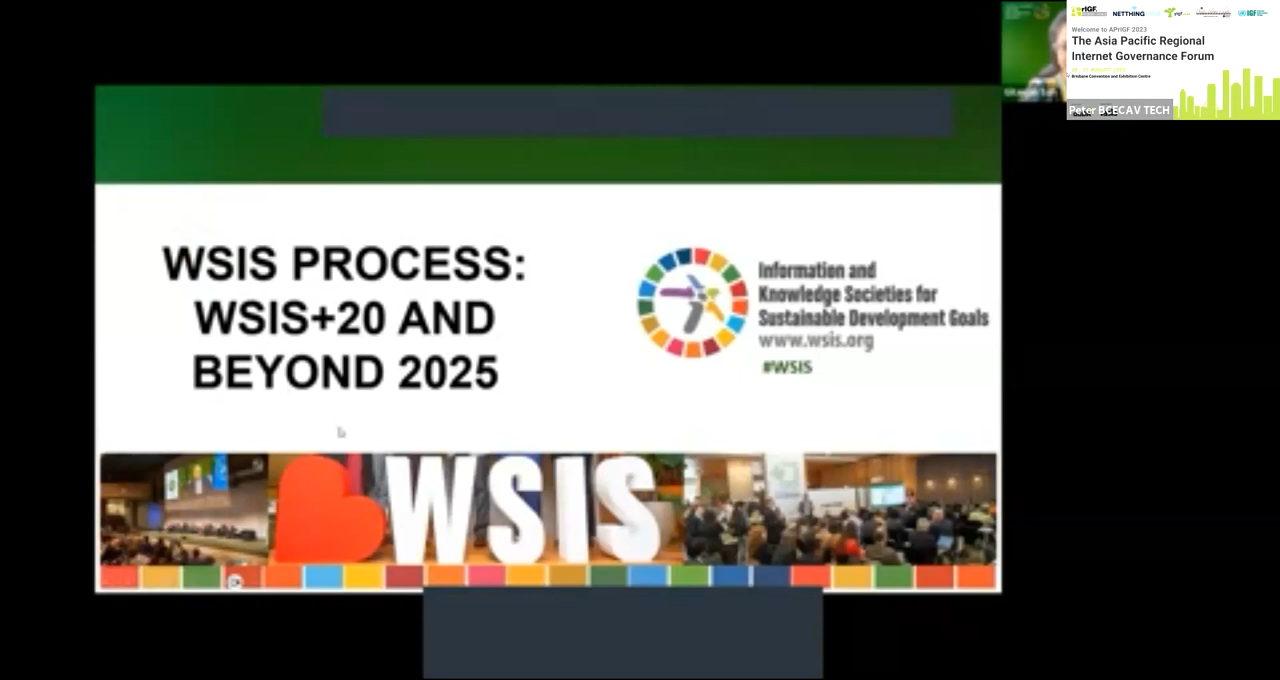 WSIS PROCESS:
WSIS+20 AND
BEYOND 2025
Information and
Knowledge Societies for
Sustainable Development Goals
www.wsis.org
#WSIS
WSIS
rIGF
NETTHING
IGF
Welcome to APrIGF 2023
The Asia Pacific Regional
Internet Governance Forum
Brisbane Convention and Exhibition Centre
Peter BCECAV TECH